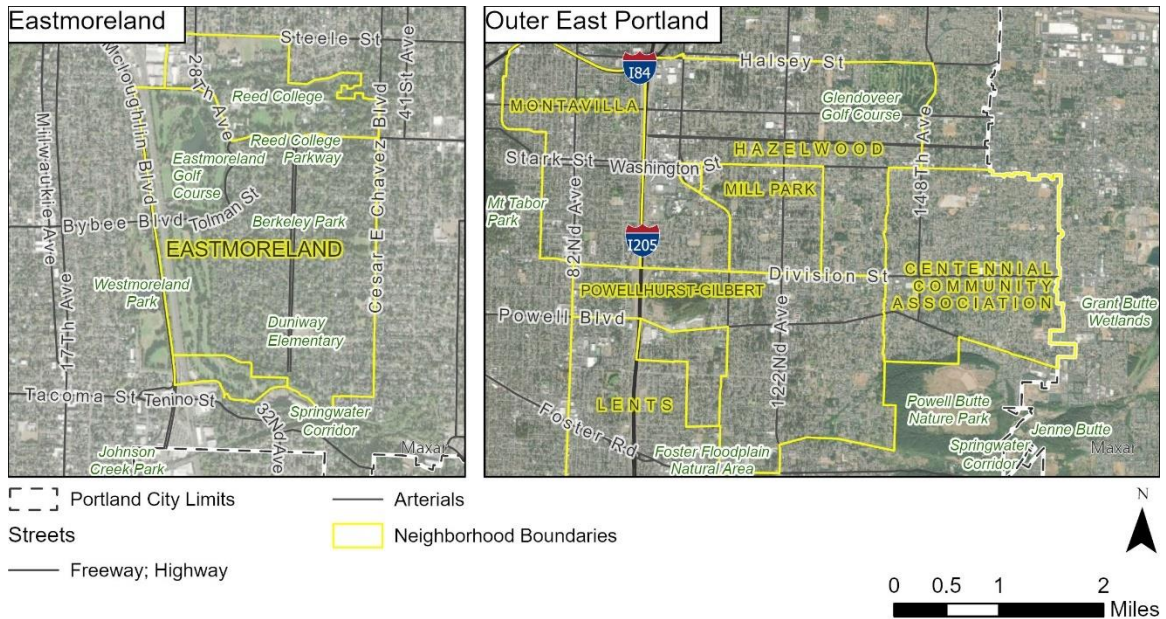 Eastmoreland
Steele St
McloughlIn Blvd
28Th Ave
41St Ave
Reed College
Milwaukie Ave
Reed College
Parkway
Eastmoreland
Golf
Course
Cesar E Chavez Blvd
Tolman St
Bybee Blvd
Berkeley Park
EASTMORELAND
Westmoreland
Park
17Th Ave
Duniway
Elementary
Tacoma St
Tenino St
32Nd Ave
Springwater
Corridor
Johnson
Creek Park
Maxar
Outer East Portland
I84
Halsey St
MONTAVILLA
Glendoveer
Golf Course
148Th Ave
HAZELWOOD
Stark St
Washington St
MILL PARK
Mt Tabor
Park
82Nd Ave
I205
Division St
CENTENNIAL
COMMUNITY
ASSOCIATION
POWELLHURST-GILBERT
Powell Blvd
Grant Butte
Wetlands
122Nd Ave
LENTS
Foster Rd
Powell Butte
Nature Park
Foster Floodplain
Natural Area
Springwater
Corridor
Jenne Butte
Maxar
Portland City Limits
Streets
Freeway; Highway
Arterials
Neighborhood Boundaries
N
0 0.5 1 2
Miles